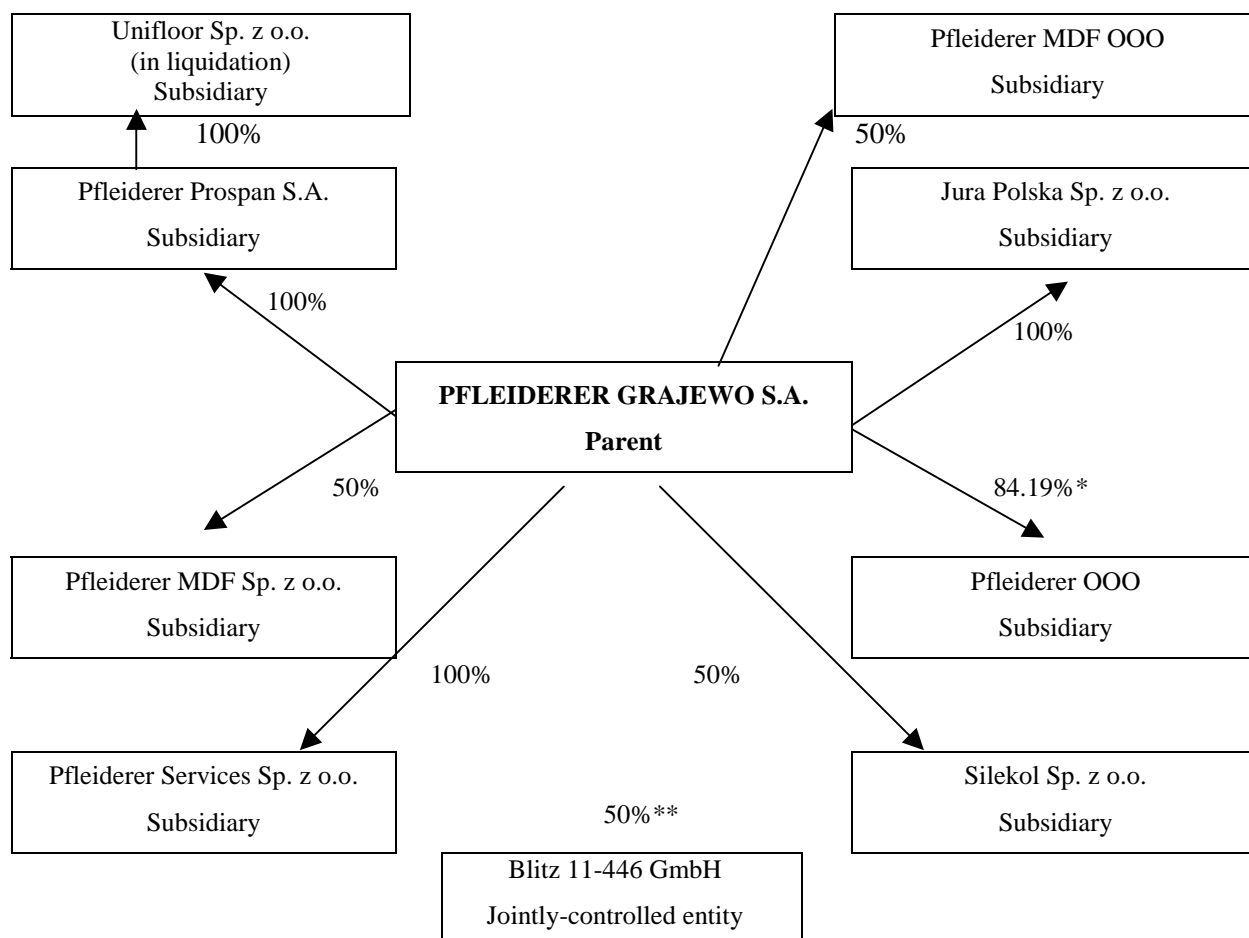 Unifloor Sp. z o.o.
(in liquidation)
Subsidiary
Pfleiderer MDF OOO
Subsidiary
100%
50%
Pfleiderer Prospan S.A.
Subsidiary
Jura Polska Sp. z o.o.
Subsidiary
100%
100%
PFLEIDERER GRAJEWO S.A.
Parent
50%
84.19%*
Pfleiderer MDF Sp. z o.o.
Subsidiary
Pfleiderer OOO
Subsidiary
100%
50%
Pfleiderer Services Sp. z o.o.
Subsidiary
Silekol Sp. z o.o.
Subsidiary
50%**
Blitz 11-446 GmbH
Jointly-controlled entity